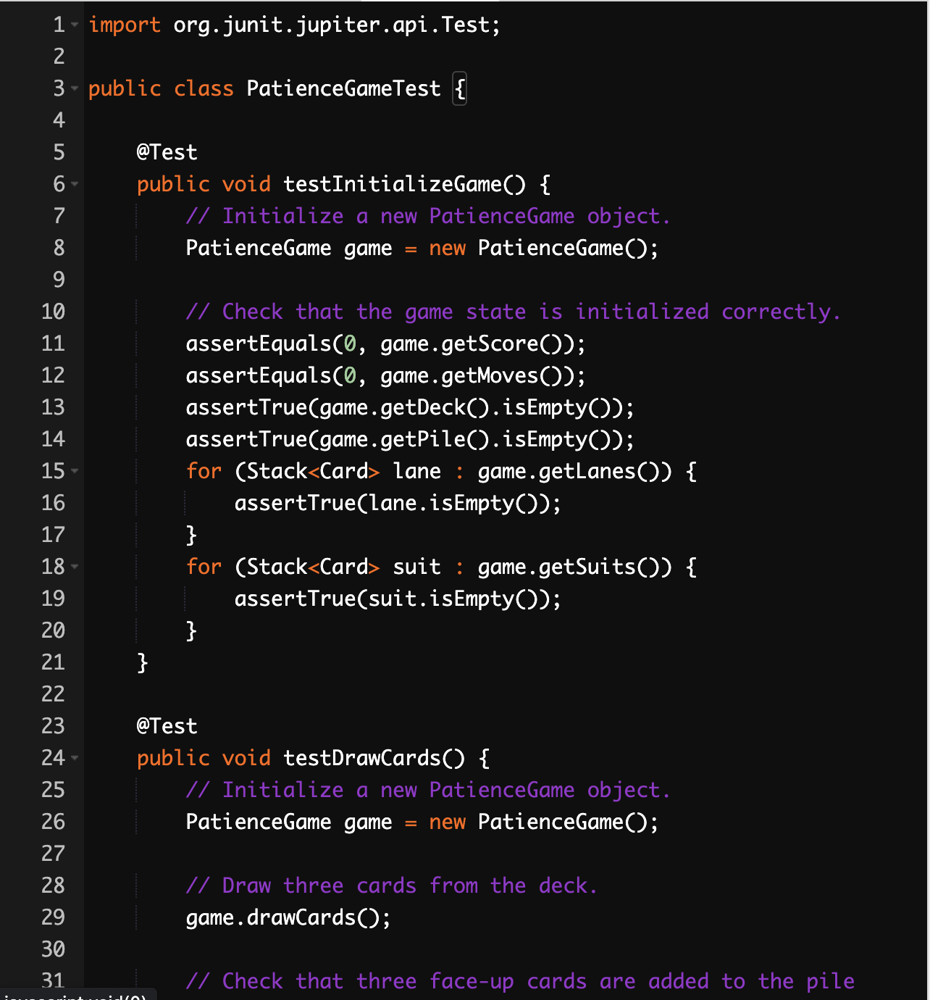 1 import org.junit.jupiter.api.Test;
2
3 public class PatienceGameTest {
4
5 @Test
6 public void testInitializeGame() {
7 // Initialize a new PatienceGame object.
8 PatienceGame game = new PatienceGame();
9
10 // Check that the game state is initialized correctly.
11 assertEquals(0, game.getScore());
12 assertEquals(0, game.getMoves());
13 assertTrue(game.getDeck().isEmpty());
14 assertTrue(game.getPile().isEmpty());
15 for (Stack<Card> lane : game.getLanes()) {
16 assertTrue(lane.isEmpty());
17 }
18 for (Stack<Card> suit : game.getSuits()) {
19 assertTrue(suit.isEmpty());
20 }
21 }
22
23 @Test
24 public void testDrawCards() {
25 // Initialize a new PatienceGame object.
26 PatienceGame game = new PatienceGame();
27
28 // Draw three cards from the deck.
29 game.drawCards();
30
31 // Check that three face-up cards are added to the pile
javascript:void(0)